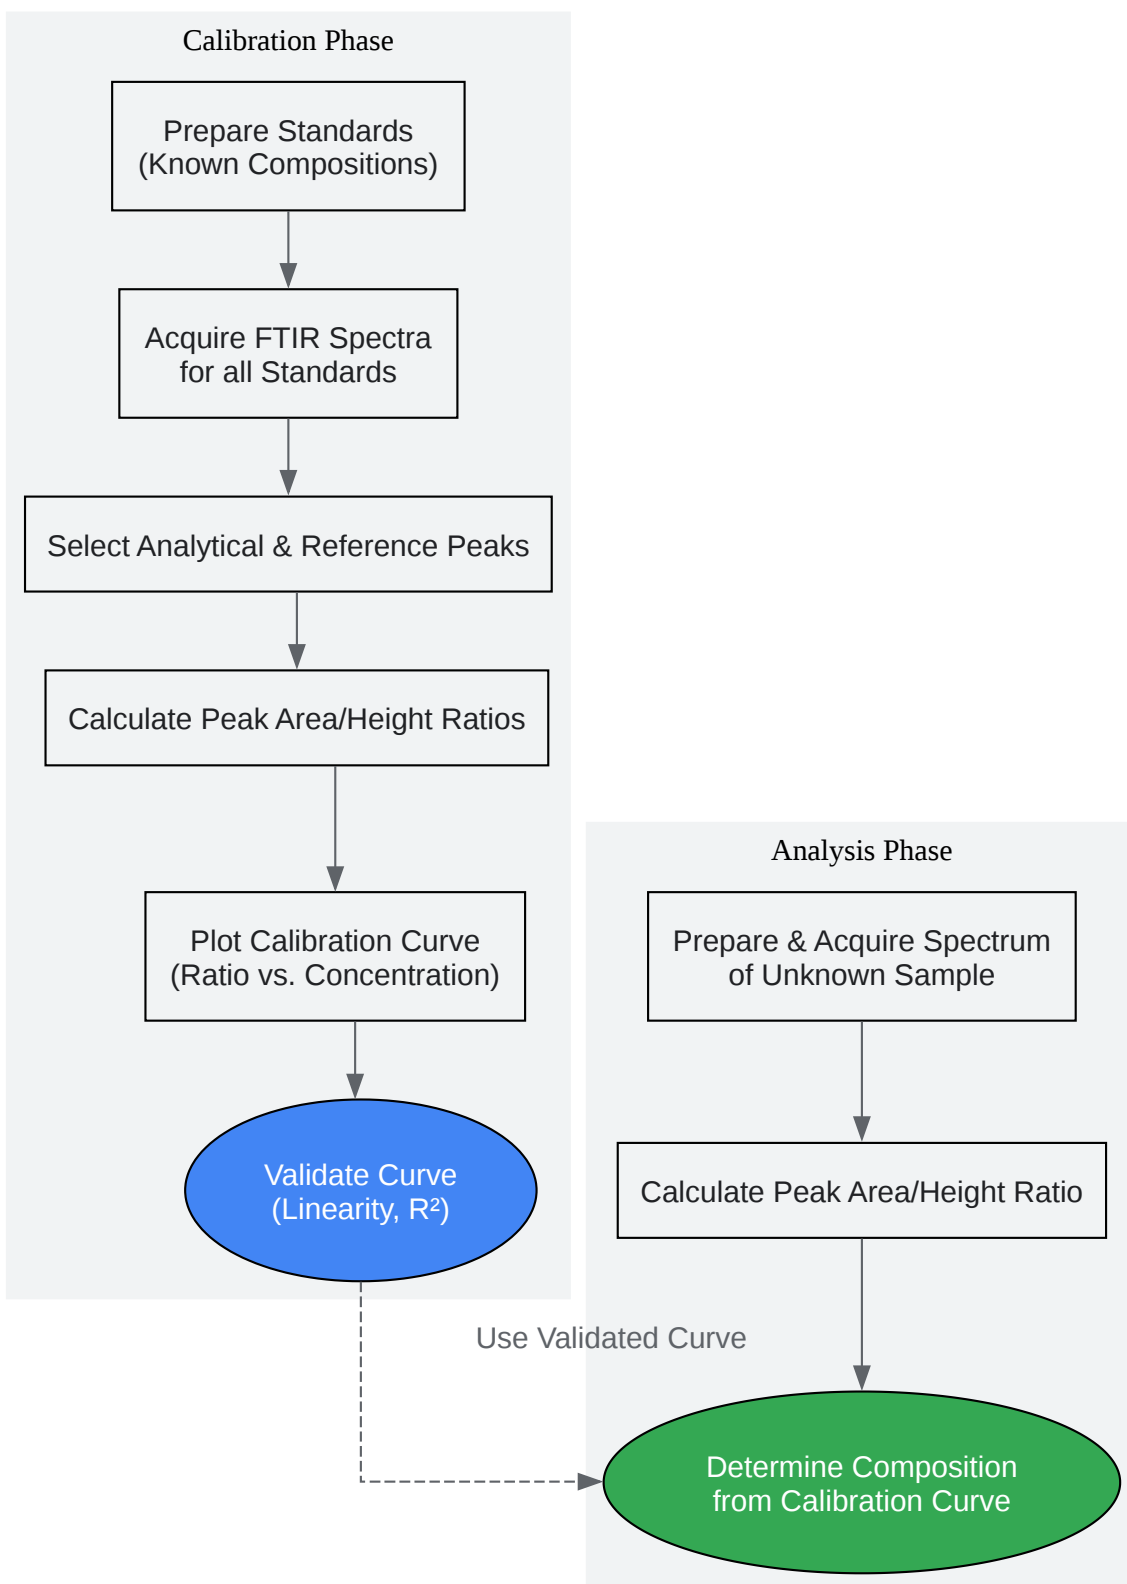 Calibration Phase
Prepare Standards
(Known Compositions)
Acquire FTIR Spectra
for all Standards
Select Analytical & Reference Peaks
Calculate Peak Area/Height Ratios
Plot Calibration Curve
(Ratio vs. Concentration)
Validate Curve
(Linearity, R²)
Use Validated Curve
Analysis Phase
Prepare & Acquire Spectrum
of Unknown Sample
Calculate Peak Area/Height Ratio
Determine Composition
from Calibration Curve